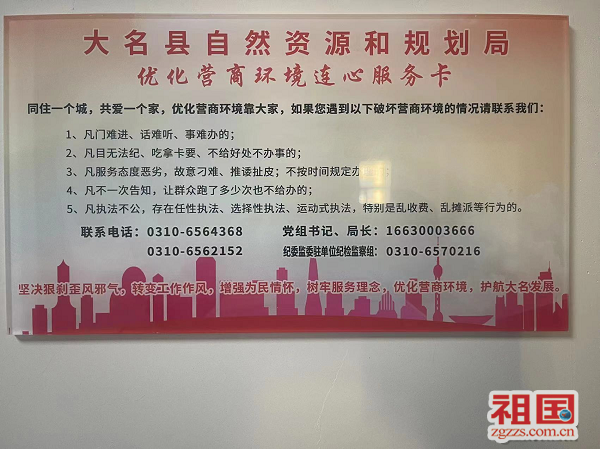 大名县自然资源和规划局
优化营商环境连心服务卡
同住一个城，共爱一个家，优化营商环境靠大家，如果您遇到以下破坏营商环境的情况请联系我们：
1、凡门难进、话难听、事难办的；
2、凡目无法纪、吃拿卡要、不给好处不办事的；
3、凡服务态度恶劣，故意刁难、推诿扯皮；不按时间规定
4、凡不一次告知，让群众跑了多少次也不给办的；
5、凡执法不公，存在任性执法、选择性执法、运动式执法，特别是乱收费、乱摊派等行为的。
联系电话：0310-6564368 党组书记、局长：16630003666
0310-6562152 纪委监委驻单位纪检监察组：0310-6570216
坚决狠刹歪风邪气，转变工作作风，增强为民情怀，树牢服务理念，优化营商环境，护航大名发展。
祖国
zgzzs.com.cn